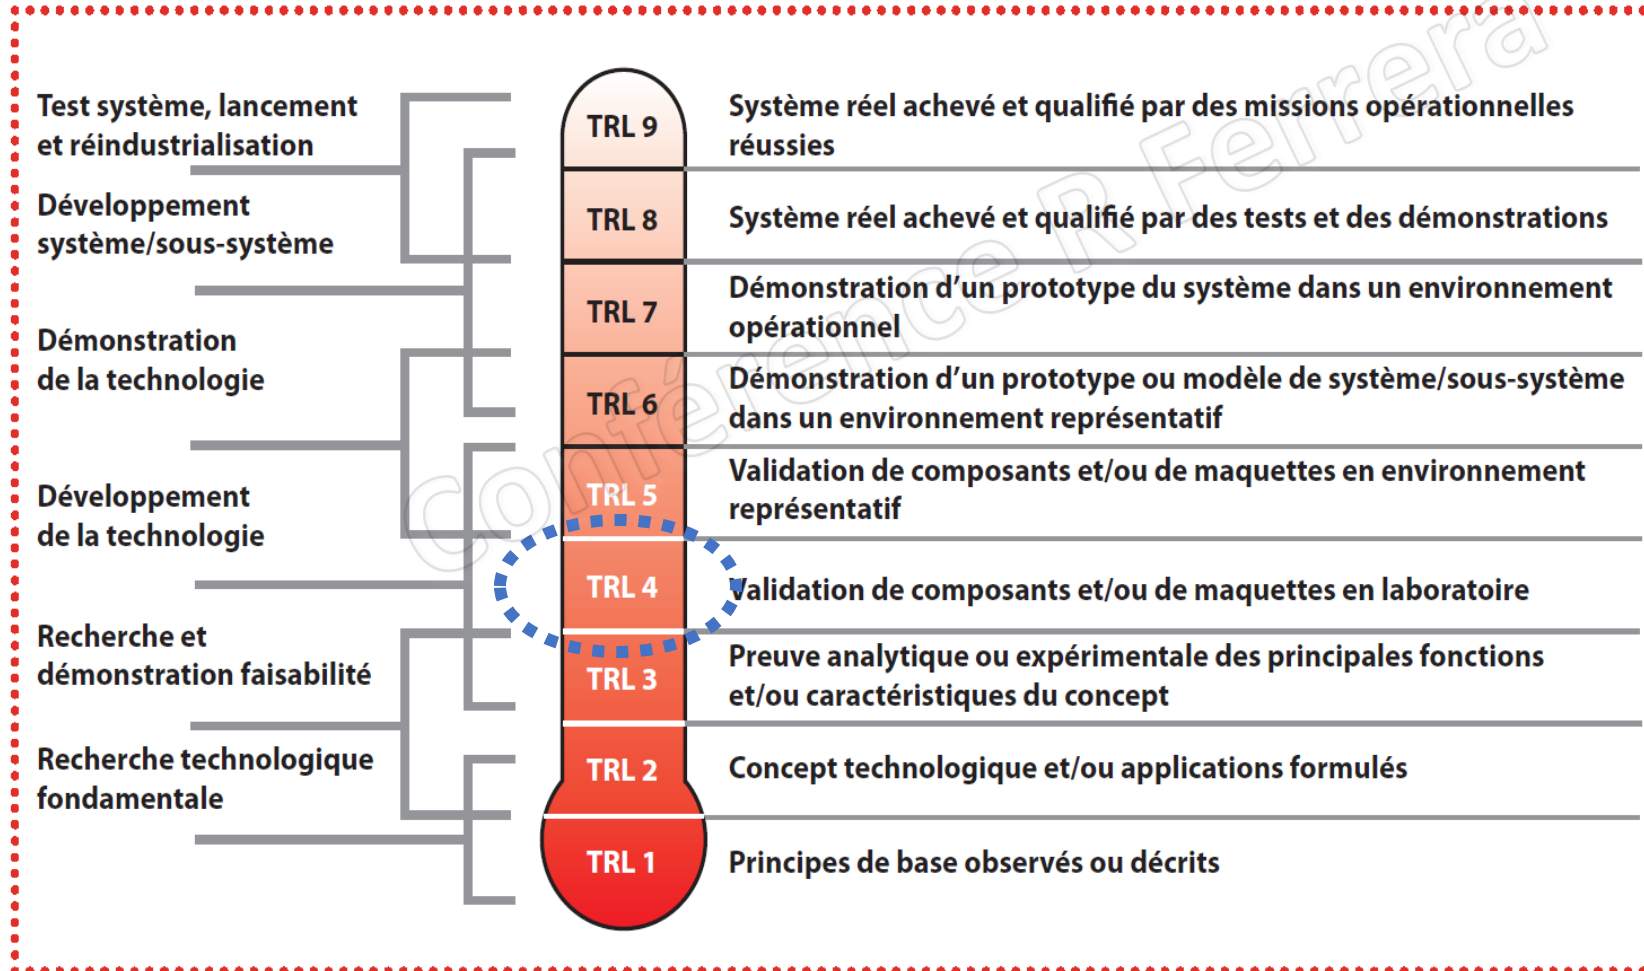 Test système, lancement
et réindustrialisation
Développement
système/sous-système
Démonstration
de la technologie
Développement
de la technologie
Recherche et
démonstration faisabilité
Recherche technologique
fondamentale
TRL 9
Système réel achevé et qualifié par des missions opérationnelles
réussies
TRL 8
Système réel achevé et qualifié par des tests et des démonstrations
TRL 7
Démonstration d’un prototype du système dans un environnement
opérationnel
TRL 6
Démonstration d’un prototype ou modèle de système/sous-système
dans un environnement représentatif
TRL 5
Validation de composants et/ou de maquettes en environnement
représentatif
TRL 4
Validation de composants et/ou de maquettes en laboratoire
TRL 3
Preuve analytique ou expérimentale des principales fonctions
et/ou caractéristiques du concept
TRL 2
Concept technologique et/ou applications formulés
TRL 1
Principes de base observés ou décrits
Conférence R Ferrera